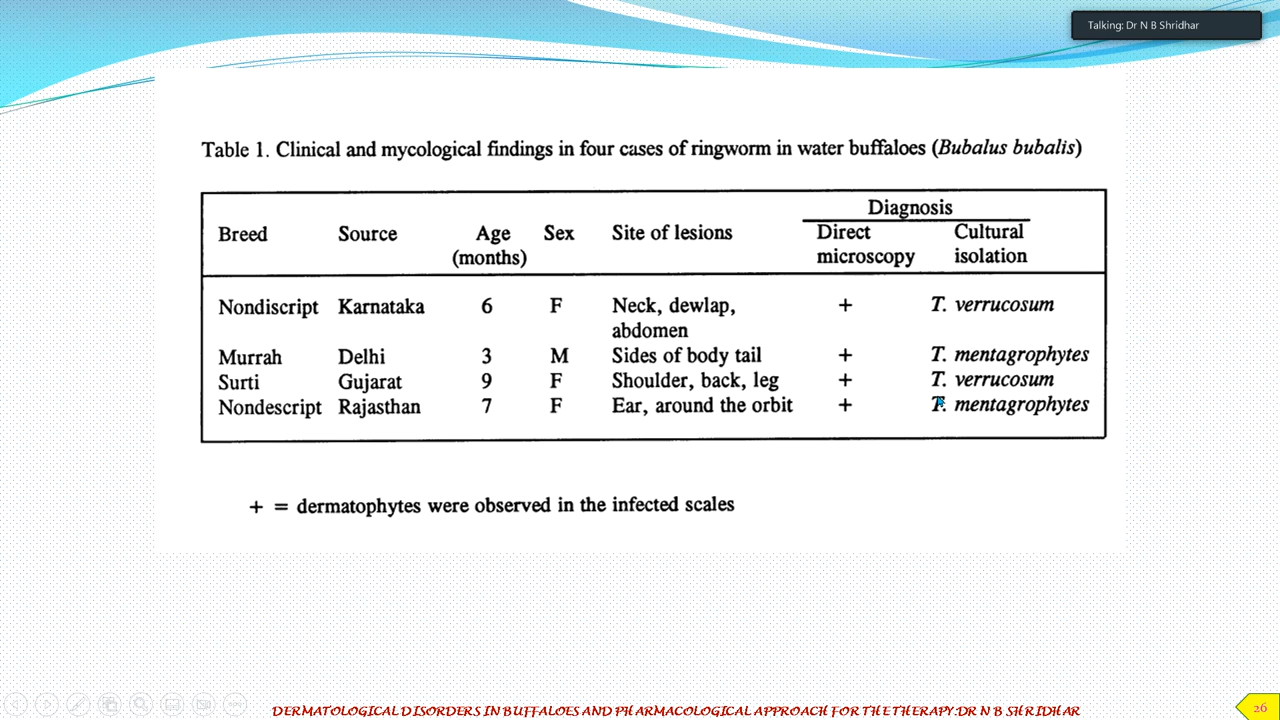 Talking: Dr N B Shridhar
Table 1. Clinical and mycological findings in four cases of ringworm in water buffaloes (Bubalus bubalis)
Diagnosis
Breed Source Age Sex Site of lesions Direct Cultural
(months) microscopy isolation
Nondiscript Karnataka 6 F Neck, dewlap, + T. verrucosum
abdomen
Murrah Delhi 3 M Sides of body tail + T. mentagrophytes
Surti Gujarat 9 F Shoulder, back, leg + T. verrucosum
Nondescript Rajasthan 7 F Ear, around the orbit + T. mentagrophytes
+ = dermatophytes were observed in the infected scales
DERMATOLOGICAL DISORDERS IN BUFFALOES AND PHARMACOLOGICAL APPROACH FOR THE THERAPY:DR N B SHRIDHAR
26